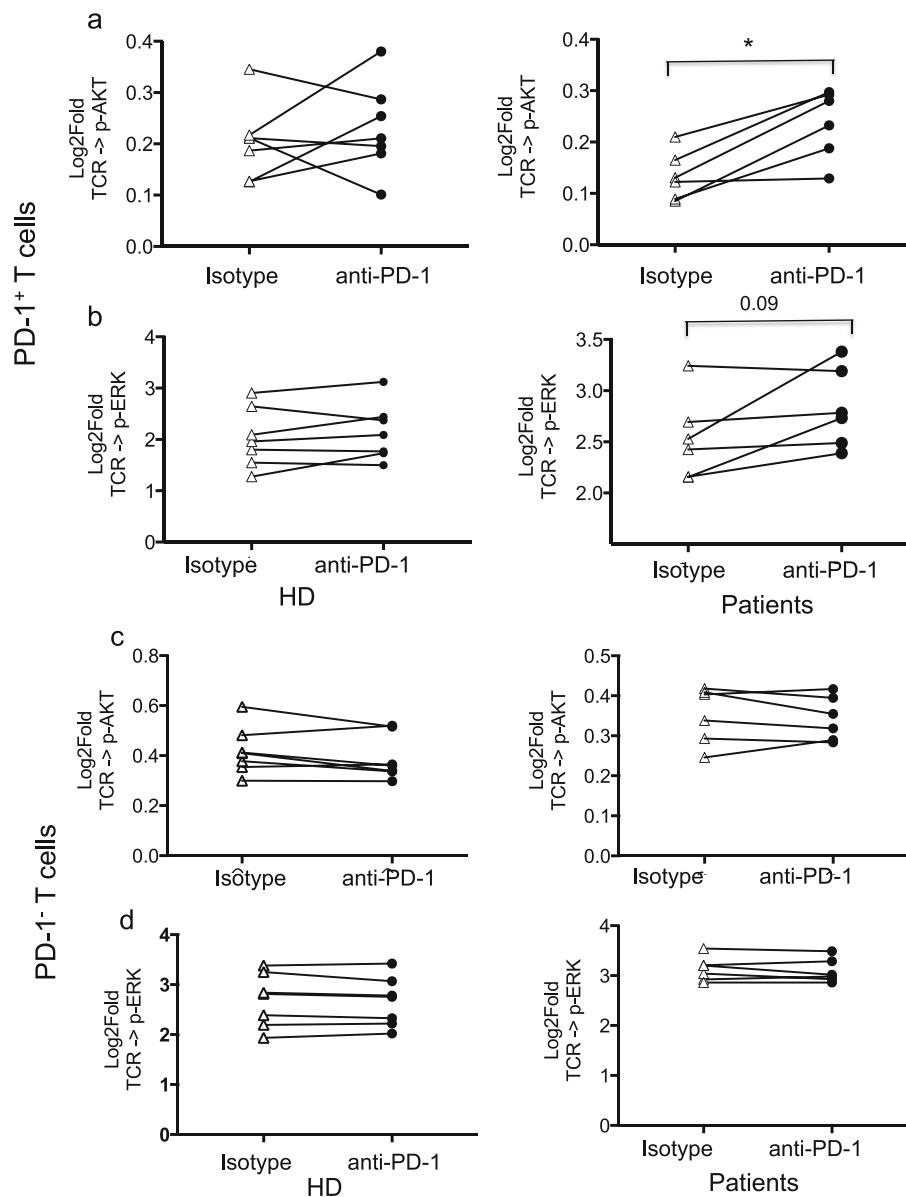 a
PD-1+ T cells
Log2Fold
TCR -> p-AKT
0.4
0.3
0.2
0.1
0.0
Isotype anti-PD-1
Log2Fold
TCR -> p-AKT
0.4
0.3
0.2
0.1
0.0
*
Isotype anti-PD-1
b
Log2Fold
TCR -> p-ERK
4
3
2
1
0
Isotype anti-PD-1
HD
Log2Fold
TCR -> p-ERK
3.5
3.0
2.5
2.0
0.09
Isotype anti-PD-1
Patients
PD-1- T cells
c
Log2Fold
TCR -> p-AKT
0.8
0.6
0.4
0.2
0.0
Isotype anti-PD-1
Log2Fold
TCR -> p-AKT
0.5
0.4
0.3
0.2
0.1
0.0
Isotype anti-PD-1
d
Log2Fold
TCR -> p-ERK
4
3
2
1
0
Isotype anti-PD-1
HD
Log2Fold
TCR -> p-ERK
4
3
2
1
0
Isotype anti-PD-1
Patients